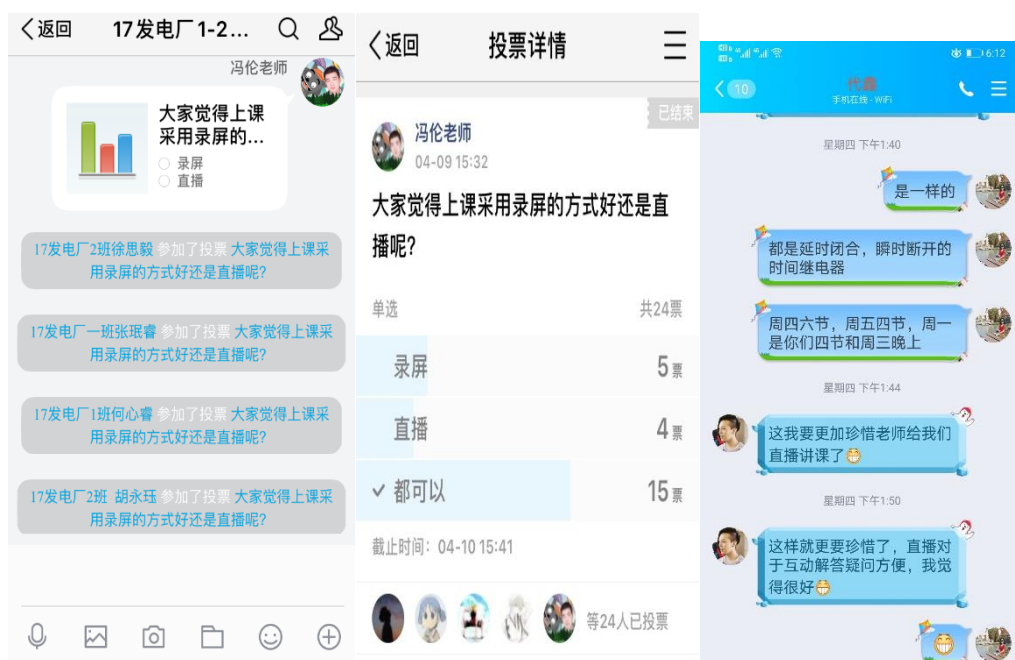 返回
17发电厂1-2...
冯伦老师
大家觉得上课
采用录屏的...
录屏
直播
17发电厂2班徐思毅 参加了投票 大家觉得上课采
用录屏的方式好还是直播呢?
17发电厂一班张珉睿 参加了投票 大家觉得上课采
用录屏的方式好还是直播呢?
17发电厂1班何心睿 参加了投票 大家觉得上课采
用录屏的方式好还是直播呢?
17发电厂2班 胡永珏 参加了投票 大家觉得上课采
用录屏的方式好还是直播呢?
返回
投票详情
已结束
冯伦老师
04-09 15:32
大家觉得上课采用录屏的方式好还是直
播呢?
单选
共24票
录屏
5票
直播
4票
都可以
15票
截止时间：04-10 15:41
等24人已投票
6:12
10
手机在线 - WiFi
星期四 下午1:40
是一样的
都是延时闭合，瞬时断开的
时间继电器
周四六节，周五四节，周一
是你们四节和周三晚上
星期四 下午1:44
这我要更加珍惜老师给我们
直播讲课了
星期四 下午1:50
这样就更要珍惜了，直播对
于互动解答疑问方便，我觉
得很好